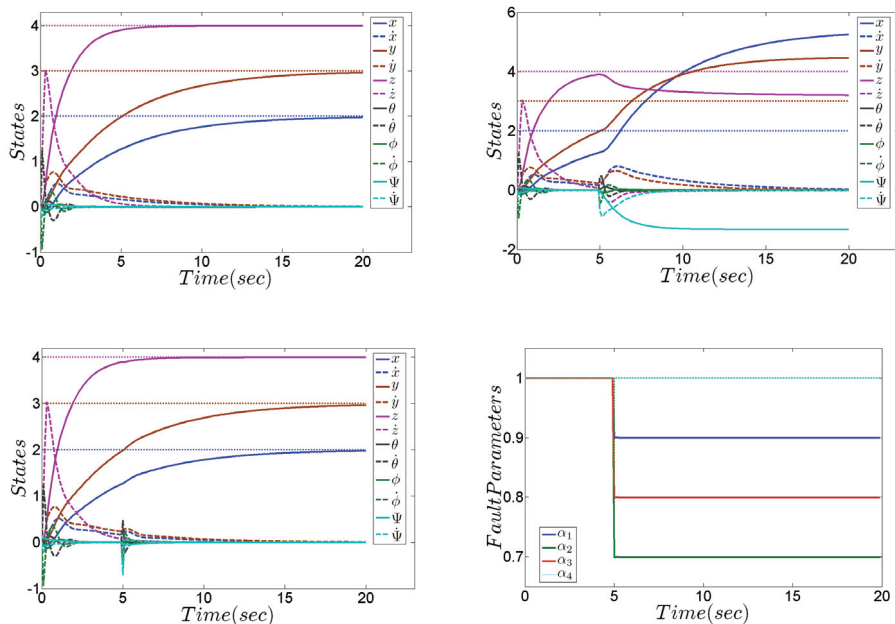 4
3
2
1
0
-1
States
0
5
10
15
20
Time(sec)
x
ẋ
y
ẏ
z
ż
θ
θ̇
ϕ
ϕ̇
Ψ
Ψ̇
6
4
2
0
-2
States
0
5
10
15
20
Time(sec)
x
ẋ
y
ẏ
z
ż
θ
θ̇
ϕ
ϕ̇
Ψ
Ψ̇
4
3
2
1
0
-1
States
0
5
10
15
20
Time(sec)
x
ẋ
y
ẏ
z
ż
θ
θ̇
ϕ
ϕ̇
Ψ
Ψ̇
1
0.9
0.8
0.7
FaultParameters
α₁
α₂
α₃
α₄
0
5
10
15
20
Time(sec)